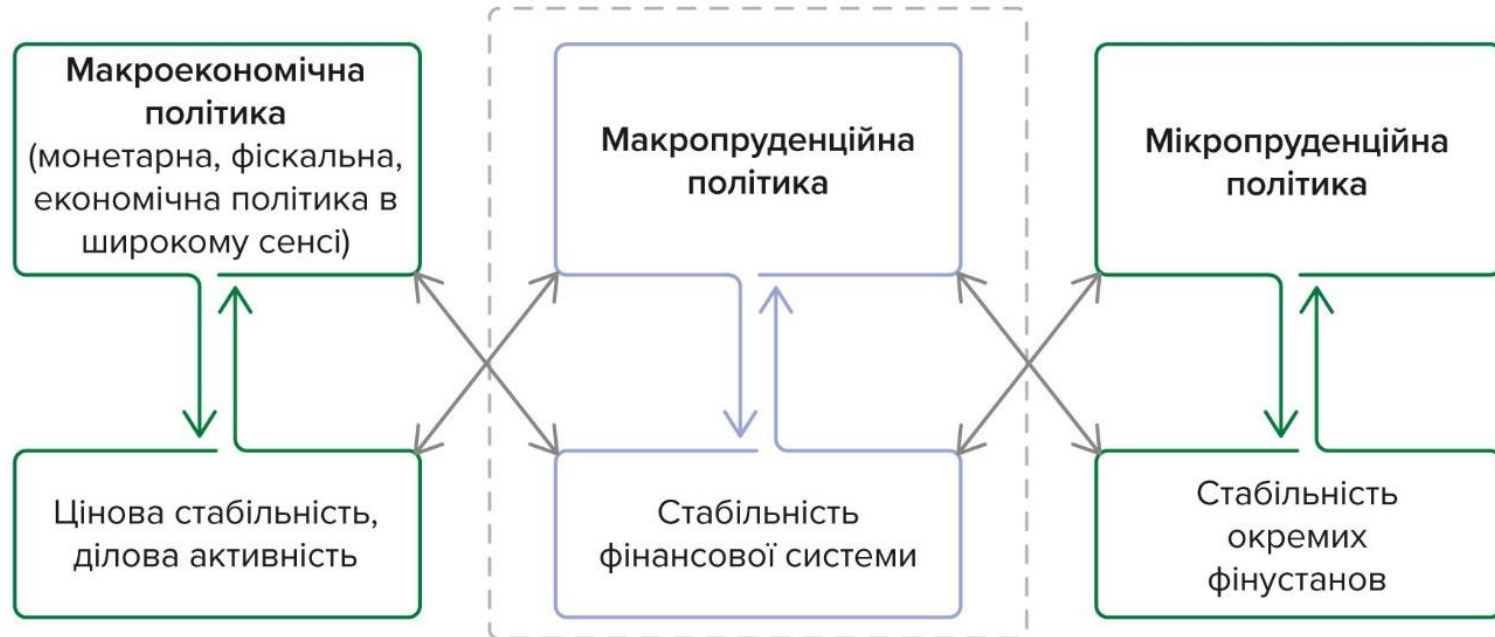 Макроекономічна
політика
(монетарна, фіскальна,
економічна політика в
широкому сенсі)
Макропруденційна
політика
Мікропруденційна
політика
Цінова стабільність,
ділова активність
Стабільність
фінансової системи
Стабільність
окремих
фінустанов